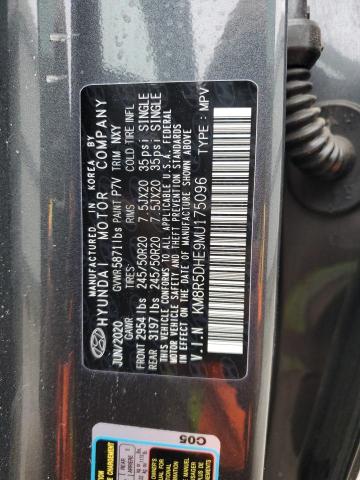 MANUFACTURED IN KOREA BY
HYUNDAI MOTOR COMPANY
JUN/2020 GVWR 5871 lbs PAINT P7V TRIM NXY
GAWR TIRES RIMS COLD TIRE INFL
FRONT 2954 lbs 245/50R20 7.5JX20 35psi SINGLE
REAR 3197 lbs 245/50R20 7.5JX20 35psi SINGLE
THIS VEHICLE CONFORMS TO ALL APPLICABLE U.S.A. FEDERAL
MOTOR VEHICLE SAFETY AND THEFT PREVENTION STANDARDS
IN EFFECT ON THE DATE OF MANUFACTURE SHOWN ABOVE.
V.I.N : KM8R5DHE9MU175096 TYPE : MPV
C05
REAR
ARRIÈRE